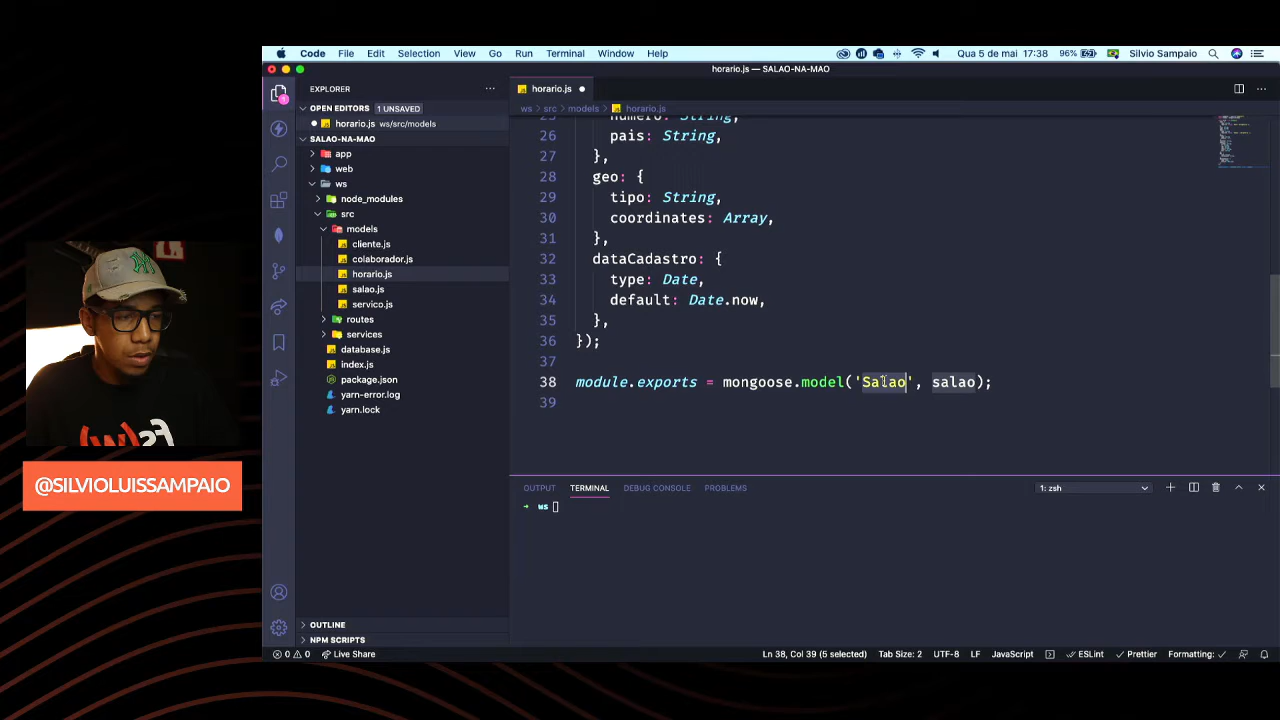 Code File Edit Selection View Go Run Terminal Window Help Qua 5 de mai 17:38 96% Silvio Sampaio
horario.js — SALAO-NA-MAO
EXPLORER
horario.js
OPEN EDITORS 1 UNSAVED
horario.js ws/src/models
SALAO-NA-MAO
app
web
ws
node_modules
src
models
cliente.js
colaborador.js
horario.js
salao.js
servico.js
routes
services
database.js
index.js
package.json
yarn-error.log
yarn.lock
OUTLINE
NPM SCRIPTS
ws > src > models > horario.js
25 numero: String,
26 pais: String,
27 },
28 geo: {
29 tipo: String,
30 coordinates: Array,
31 },
32 dataCadastro: {
33 type: Date,
34 default: Date.now,
35 },
36 });
37
38 module.exports = mongoose.model('Salao', salao);
39
OUTPUT TERMINAL DEBUG CONSOLE PROBLEMS 1: zsh
→ ws
0 0 Live Share Ln 38, Col 39 (5 selected) Tab Size: 2 UTF-8 LF JavaScript ESLint Prettier Formatting:
@SILVIOLUISSAMPAIO